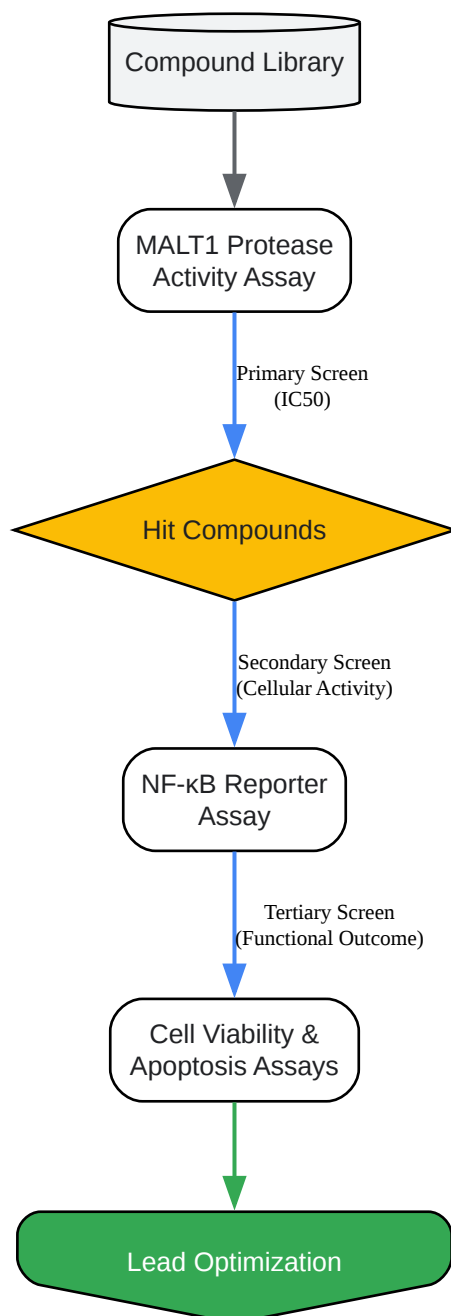 Compound Library
MALT1 Protease
Activity Assay
Primary Screen
(IC50)
Hit Compounds
Secondary Screen
(Cellular Activity)
NF-κB Reporter
Assay
Tertiary Screen
(Functional Outcome)
Cell Viability &
Apoptosis Assays
Lead Optimization